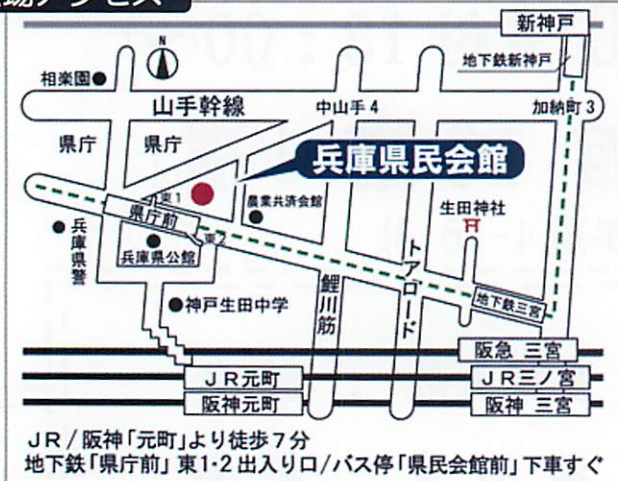 新神戸
地下鉄新神戸
相楽園
山手幹線
中山手4
加納町3
県庁
県庁
兵庫県民会館
東1
農業共済会館
生田神社
県庁前
東2
兵庫県警
兵庫県公館
トアロード
鯉川筋
地下鉄三宮
神戸生田中学
阪急 三宮
JR元町
JR三ノ宮
阪神元町
阪神 三宮
N
JR/阪神「元町」より徒歩7分
地下鉄「県庁前」東1・2出入り口/バス停「県民会館前」下車すぐ